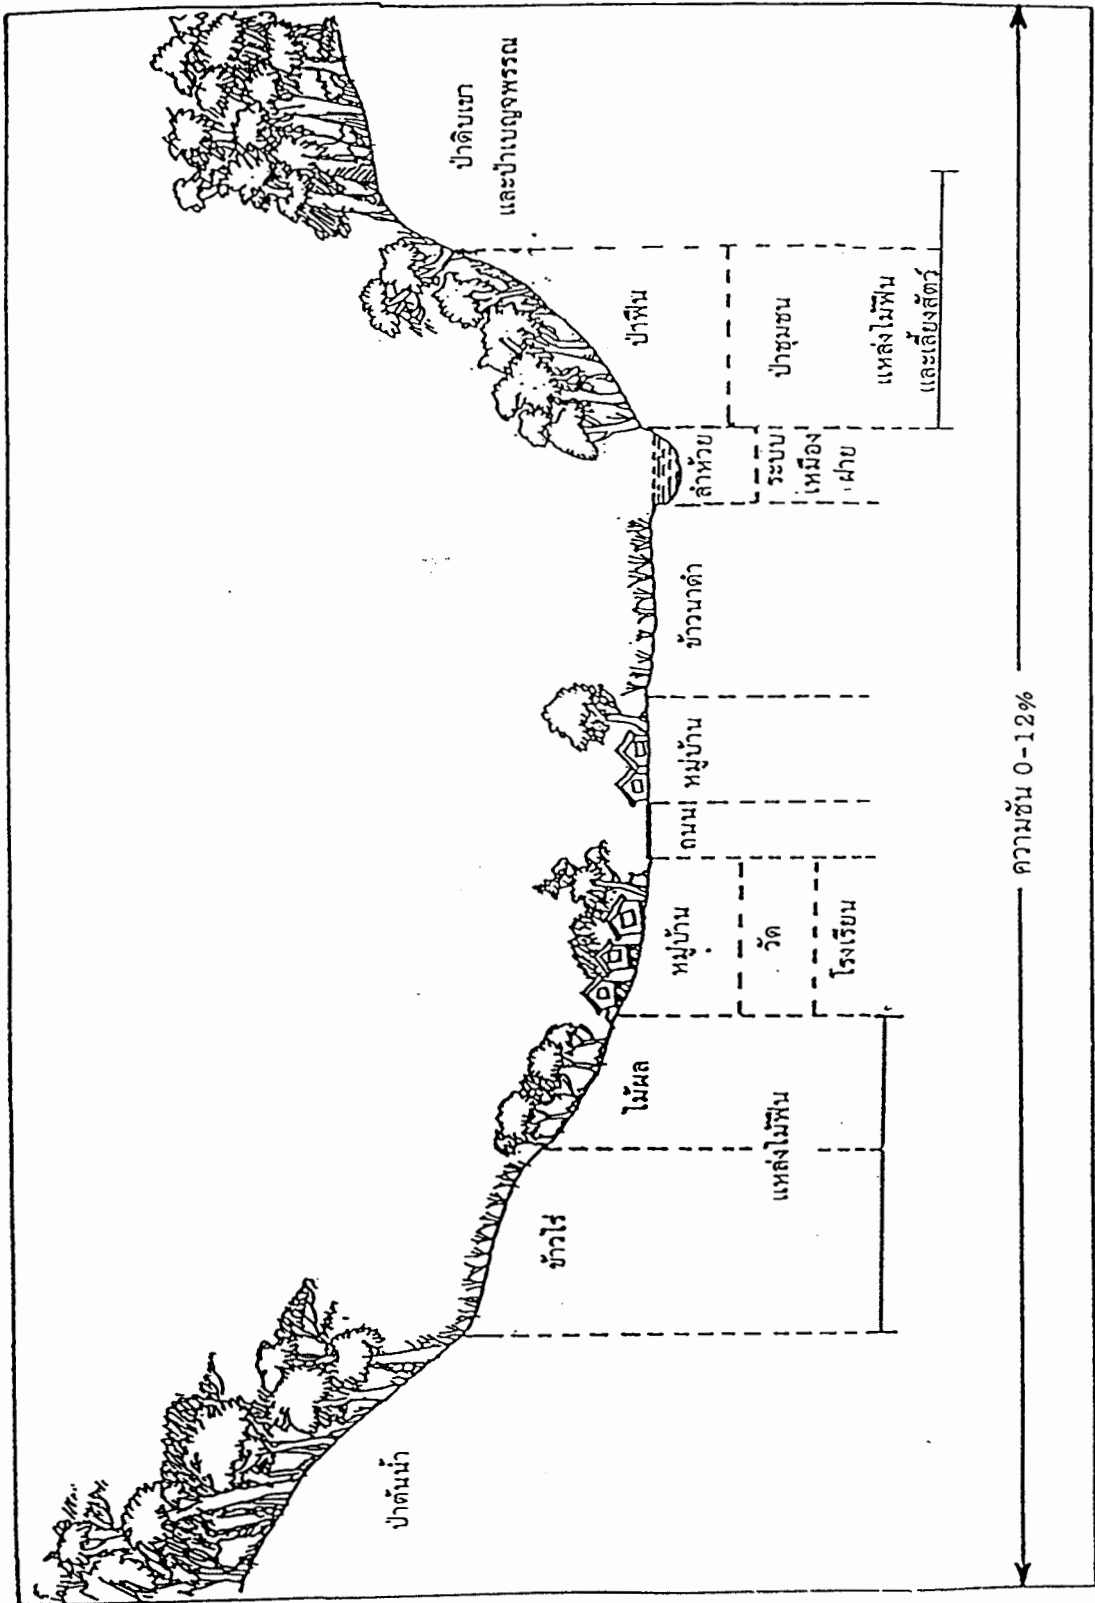 ป่าต้นน้ำ
ข้าวไร่
ไม้ผล
แหล่งไม้ฟืน
หมู่บ้าน
วัด
โรงเรียน
ถนน
หมู่บ้าน
ข้าวนาดำ
ลำห้วย
ระบบ
เหมือง
ฝาย
ป่าฟืน
ป่าชุมชน
แหล่งไม้ฟืน
และเลี้ยงสัตว์
ป่าดิบเขา
และป่าเบญจพรรณ
ความชัน 0-12%